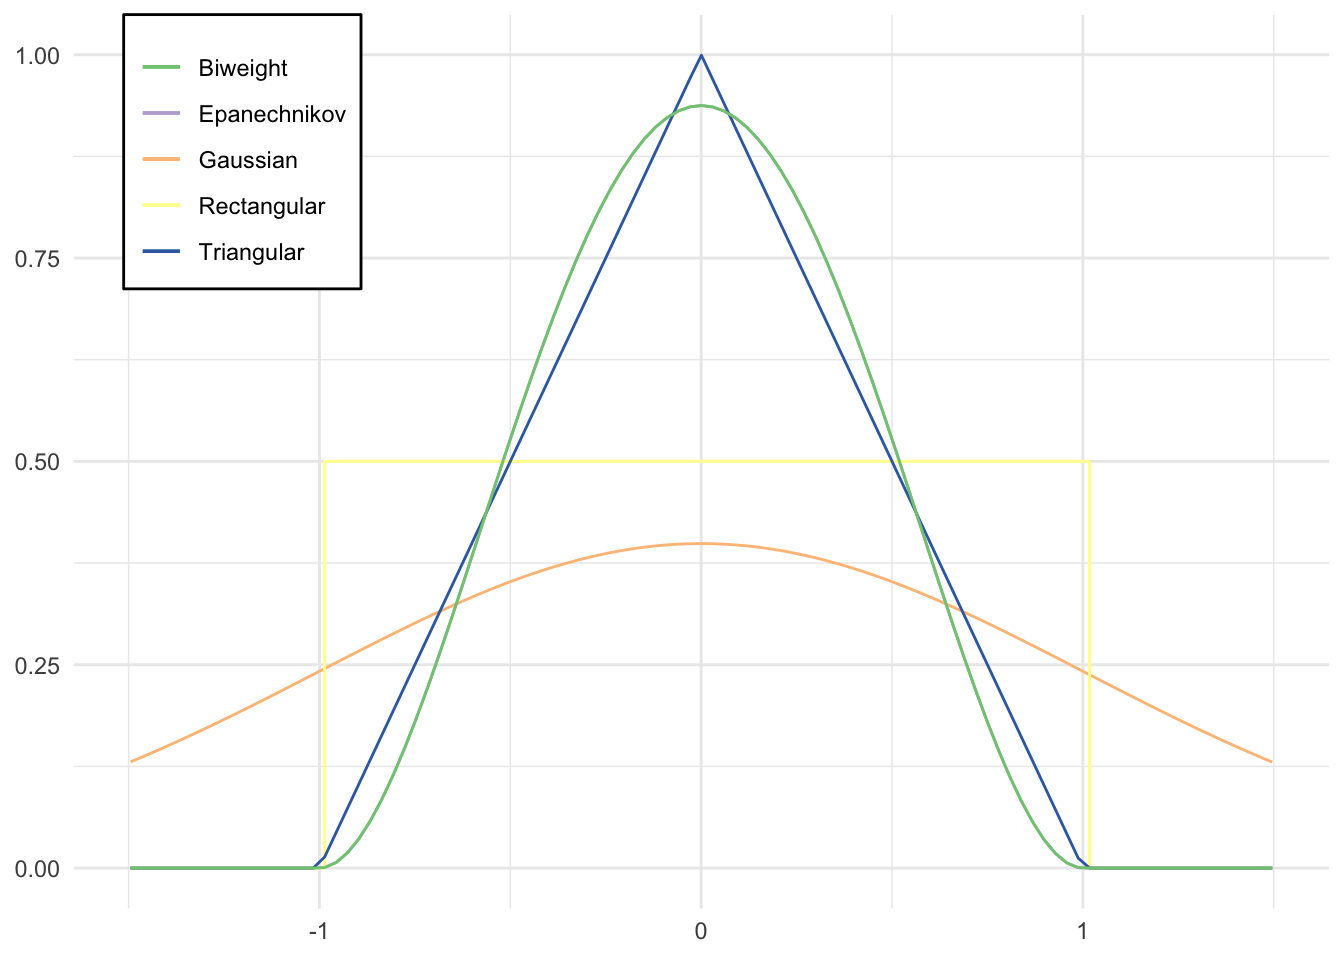 1.00
0.75
0.50
0.25
0.00
Biweight
Epanechnikov
Gaussian
Rectangular
Triangular
-1 0 1